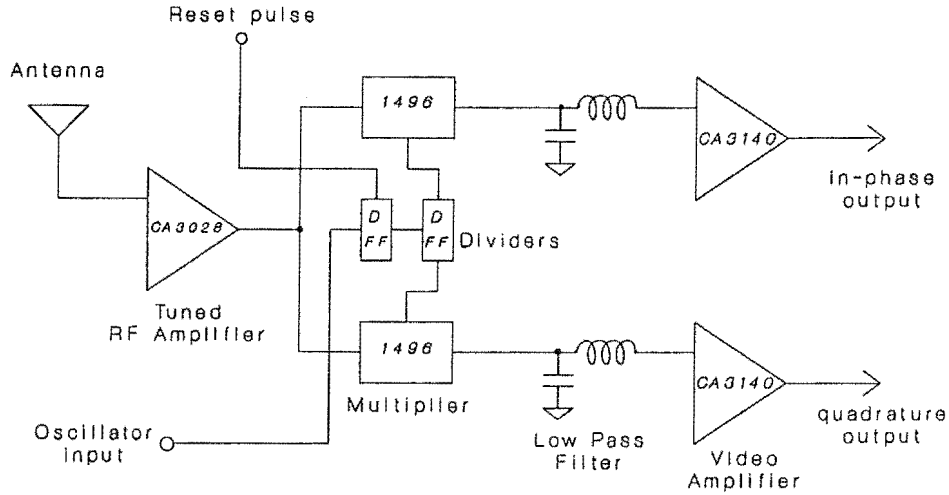 Reset pulse
Antenna
1496
CA3140
in-phase
output
CA3028
D
FF
D
FF
Dividers
Tuned
RF Amplifier
1496
CA3140
Multiplier
quadrature
output
Oscillator
input
Low Pass
Filter
Video
Amplifier